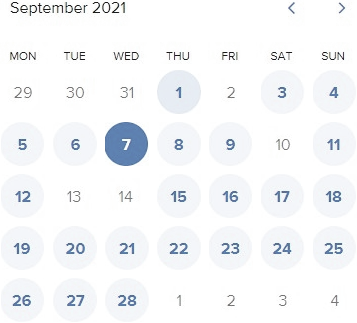 September 2021
MON TUE WED THU FRI SAT SUN
29 30 31 1 2 3 4
5 6 7 8 9 10 11
12 13 14 15 16 17 18
19 20 21 22 23 24 25
26 27 28 1 2 3 4